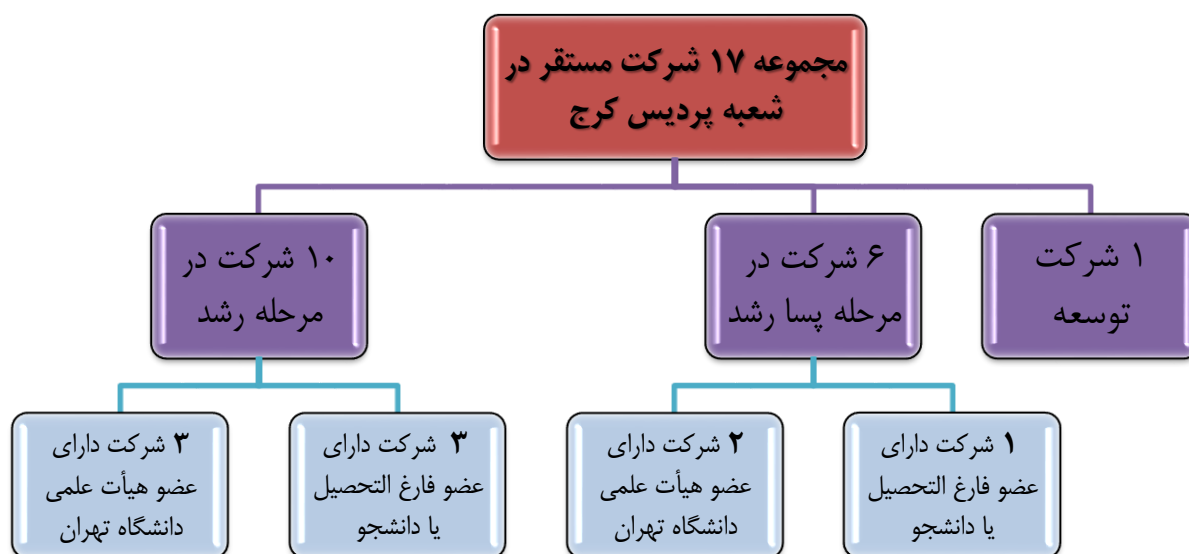 مجموعه ۱۷ شرکت مستقر در
شعبه پردیس کرج
۱ شرکت
توسعه
۶ شرکت در
مرحله پسا رشد
۱۰ شرکت در
مرحله رشد
۱ شرکت دارای
عضو فارغ التحصیل
یا دانشجو
۲ شرکت دارای
عضو هیأت علمی
دانشگاه تهران
۳ شرکت دارای
عضو فارغ التحصیل
یا دانشجو
۳ شرکت دارای
عضو هیأت علمی
دانشگاه تهران